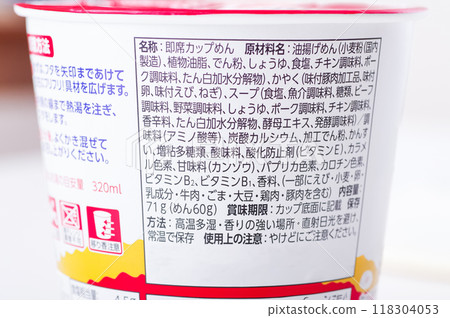 名称：即席カップめん　原材料名：油揚げめん(小麦粉(国内
製造)、植物油脂、でん粉、しょうゆ、食塩、チキン調味料、ポー
ク調味料、たん白加水分解物)、かやく(味付豚肉加工品、味付
卵、味付えび、ねぎ)、スープ(食塩、魚介調味料、糖類、ビーフ
調味料、野菜調味料、しょうゆ、ポーク調味料、チキン調味料、
香辛料、たん白加水分解物、酵母エキス、発酵調味料)／調
味料(アミノ酸等)、炭酸カルシウム、加工でん粉、かんす
い、増粘多糖類、酸味料、酸化防止剤(ビタミンE)、カラメ
ル色素、甘味料(カンゾウ)、パプリカ色素、カロチン色素、
ビタミンB₂、ビタミンB₁、香料、(一部にえび・小麦・卵・
乳成分・牛肉・ごま・大豆・鶏肉・豚肉を含む)　内容量：
71g(めん60g)　賞味期限：カップ底面に記載　保存
方法：高温多湿・香りの強い場所・直射日光を避け、
常温で保存　使用上の注意：やけどにご注意ください。
フタを矢印まであけて
具材を広げます。
線まで熱湯を注ぎ、
よくかき混ぜて
上がりください。
の目安量　320ml
移り香注意
118304053